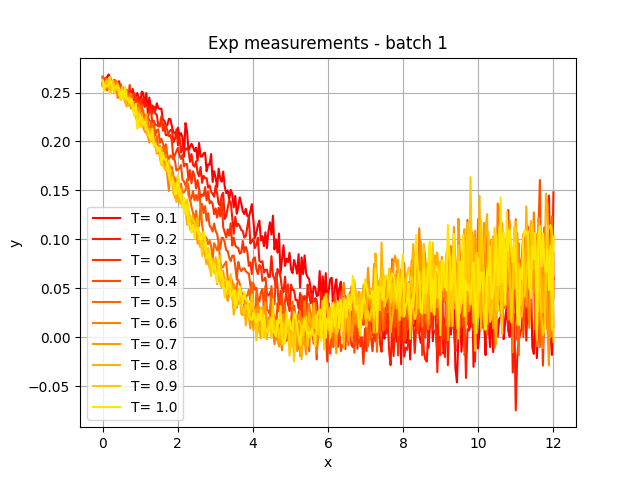 Exp measurements - batch 1
y
0.25
0.20
0.15
0.10
0.05
0.00
−0.05
T= 0.1
T= 0.2
T= 0.3
T= 0.4
T= 0.5
T= 0.6
T= 0.7
T= 0.8
T= 0.9
T= 1.0
0 2 4 6 8 10 12
x